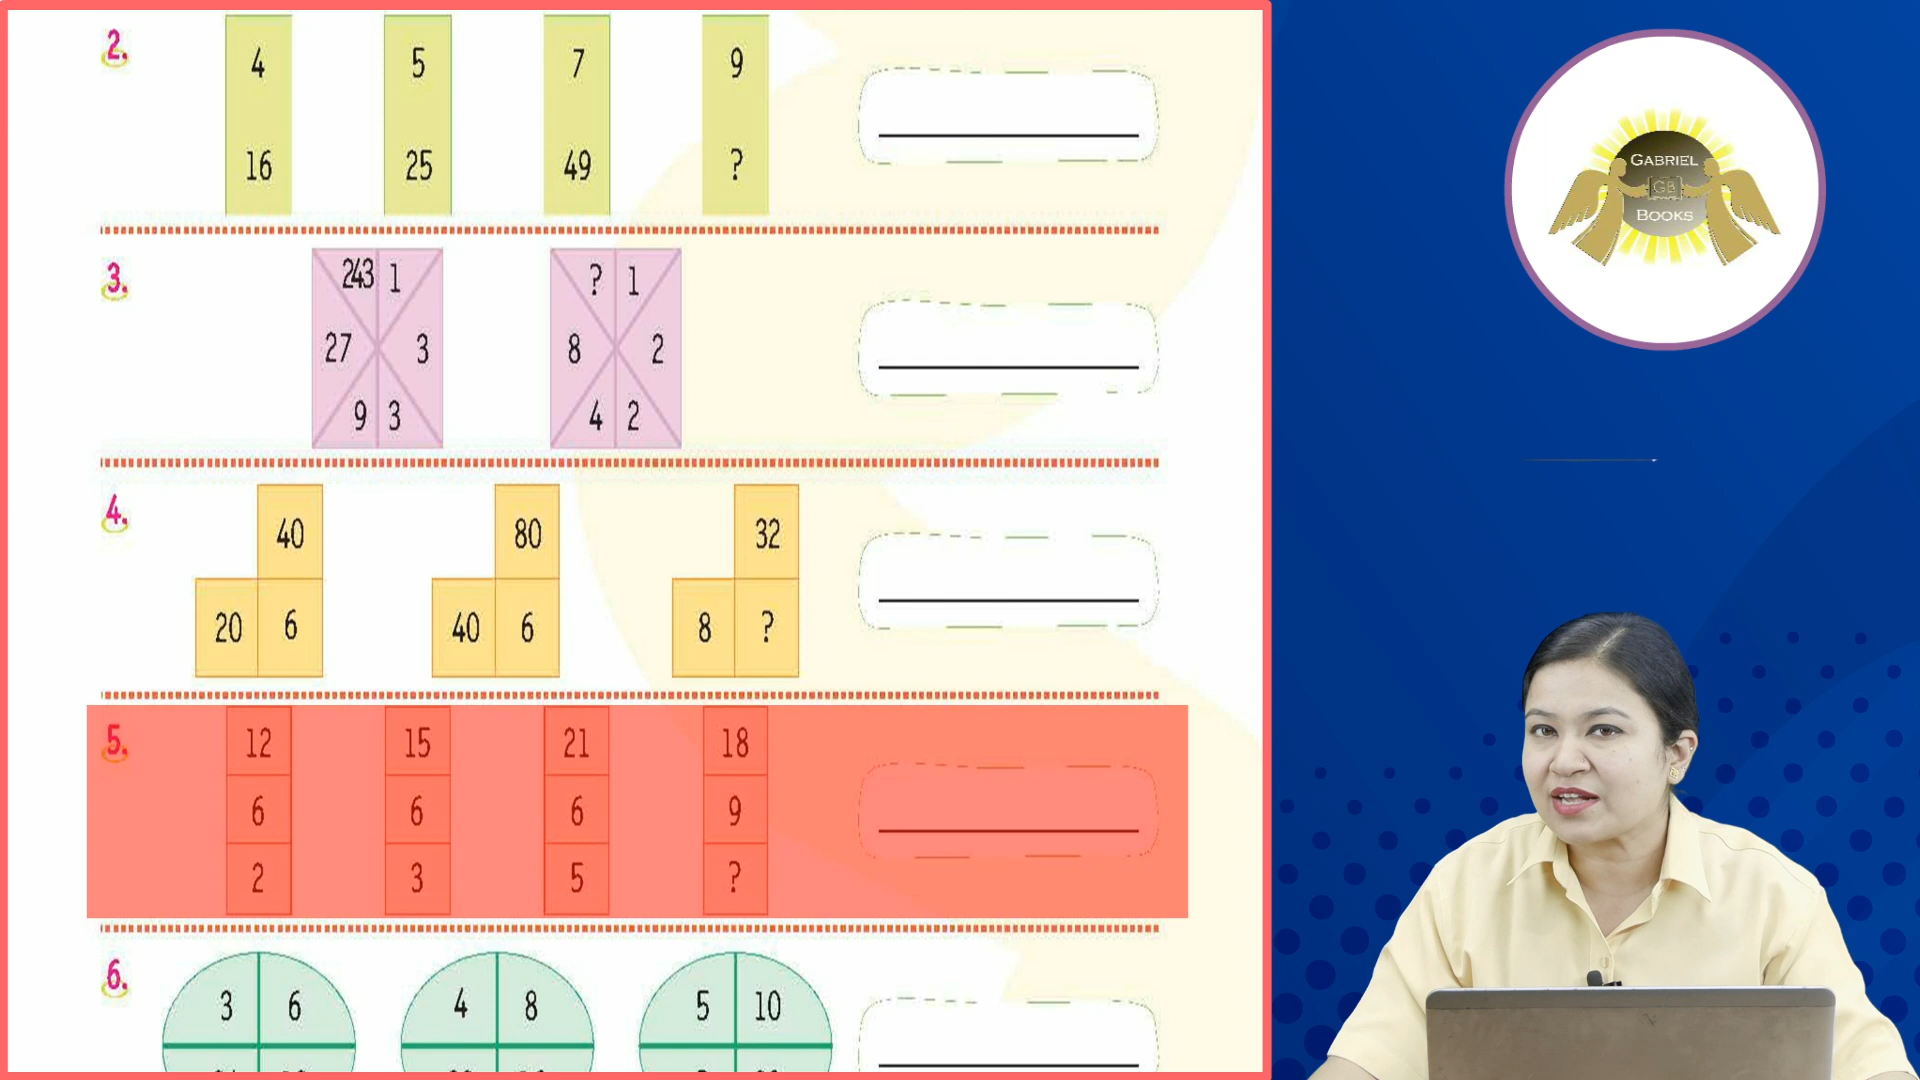 2.
4 5 7 9
16 25 49 ?
3.
243 1 ? 1
27 3 8 2
9 3 4 2
4.
40 80 32
20 6 40 6 8 ?
5.
12 15 21 18
6 6 6 9
2 3 5 ?
6.
3 6 4 8 5 10
GABRIEL
GB
BOOKS